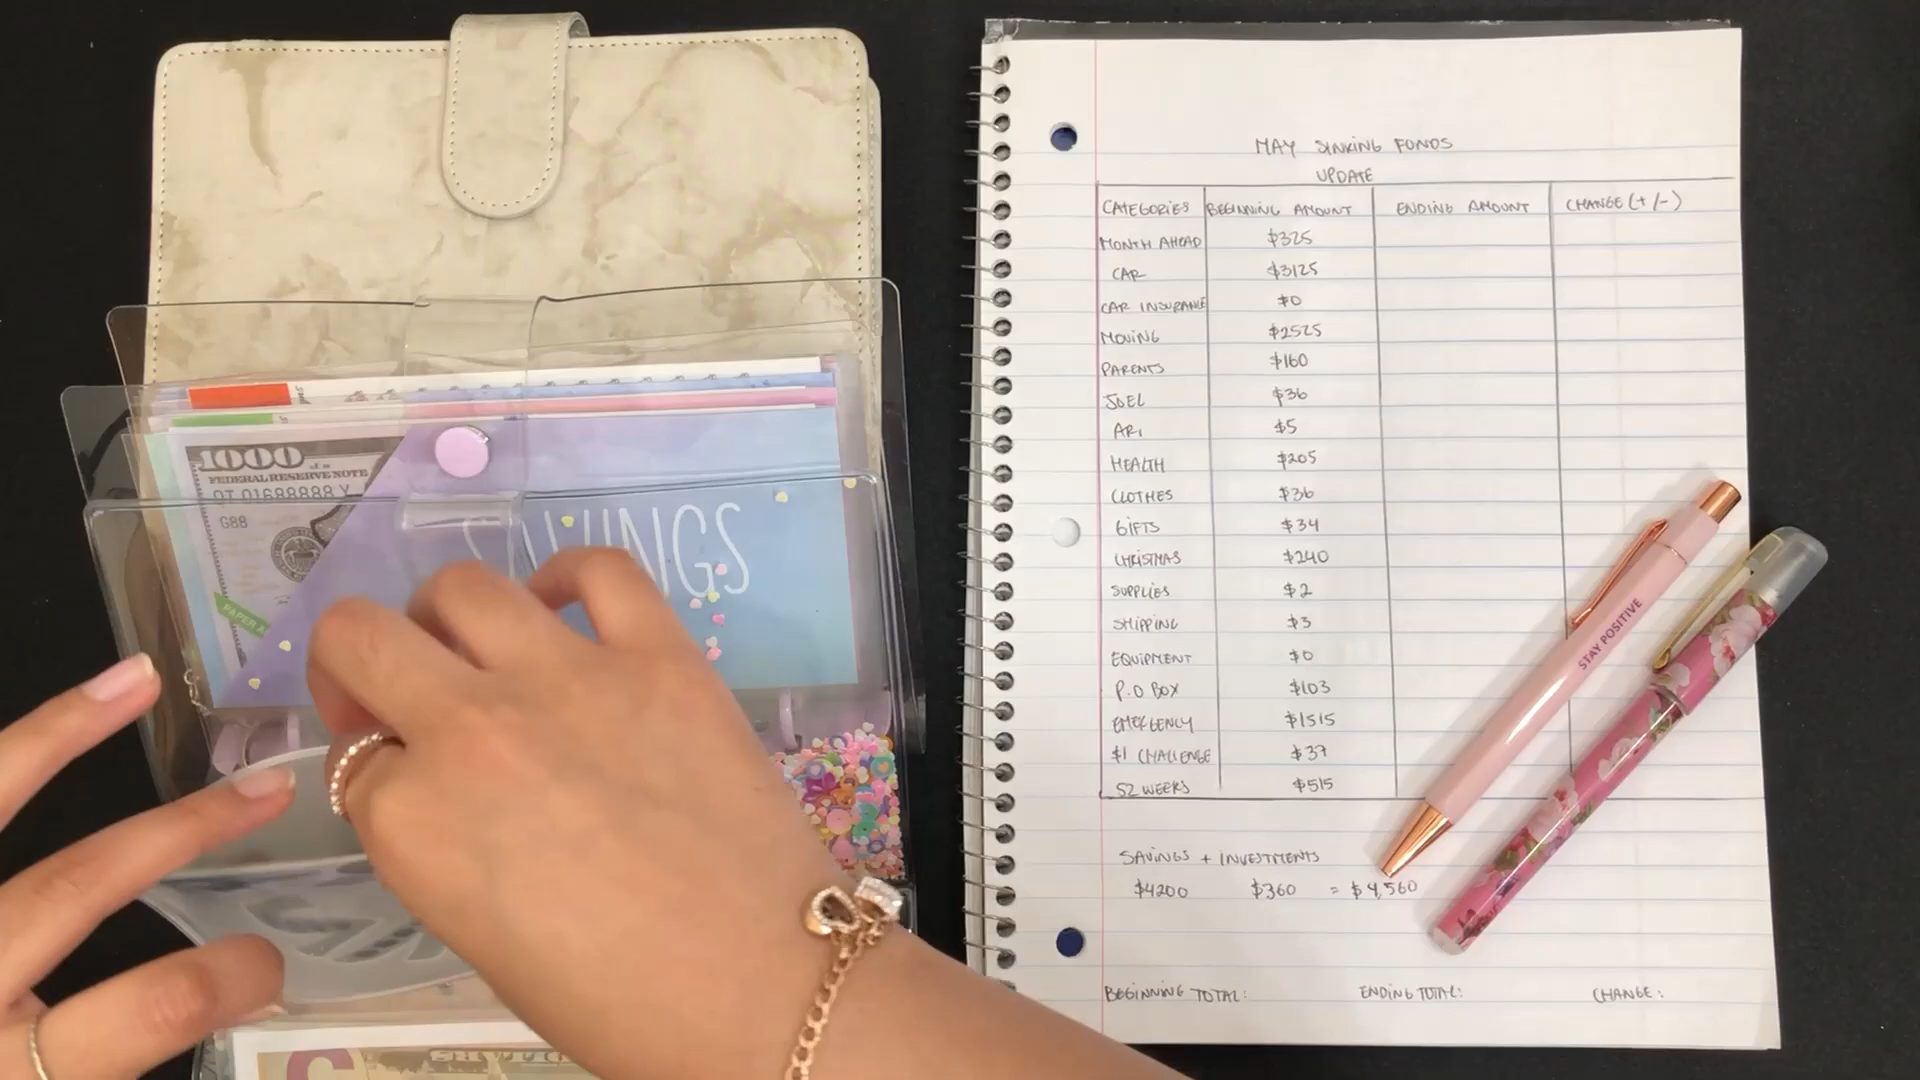 1000
FEDERAL RESERVE NOTE
G88
PAPER
SAVINGS
MAY SINKING FUNDS
UPDATE
CATEGORIES BEGINNING AMOUNT ENDING AMOUNT CHANGE (+/-)
MONTH AHEAD $325
CAR $3125
CAR INSURANCE $0
MOVING $2525
PARENTS $160
JOEL $36
ARI $5
HEALTH $205
CLOTHES $36
GIFTS $34
CHRISTMAS $240
SUPPLIES $2
SHIPPING $3
EQUIPMENT $0
P.O BOX $103
EMERGENCY $1515
$1 CHALLENGE $37
52 WEEKS $515
SAVINGS + INVESTMENTS
$4200 $360 = $4,560
BEGINNING TOTAL: ENDING TOTAL: CHANGE:
STAY POSITIVE